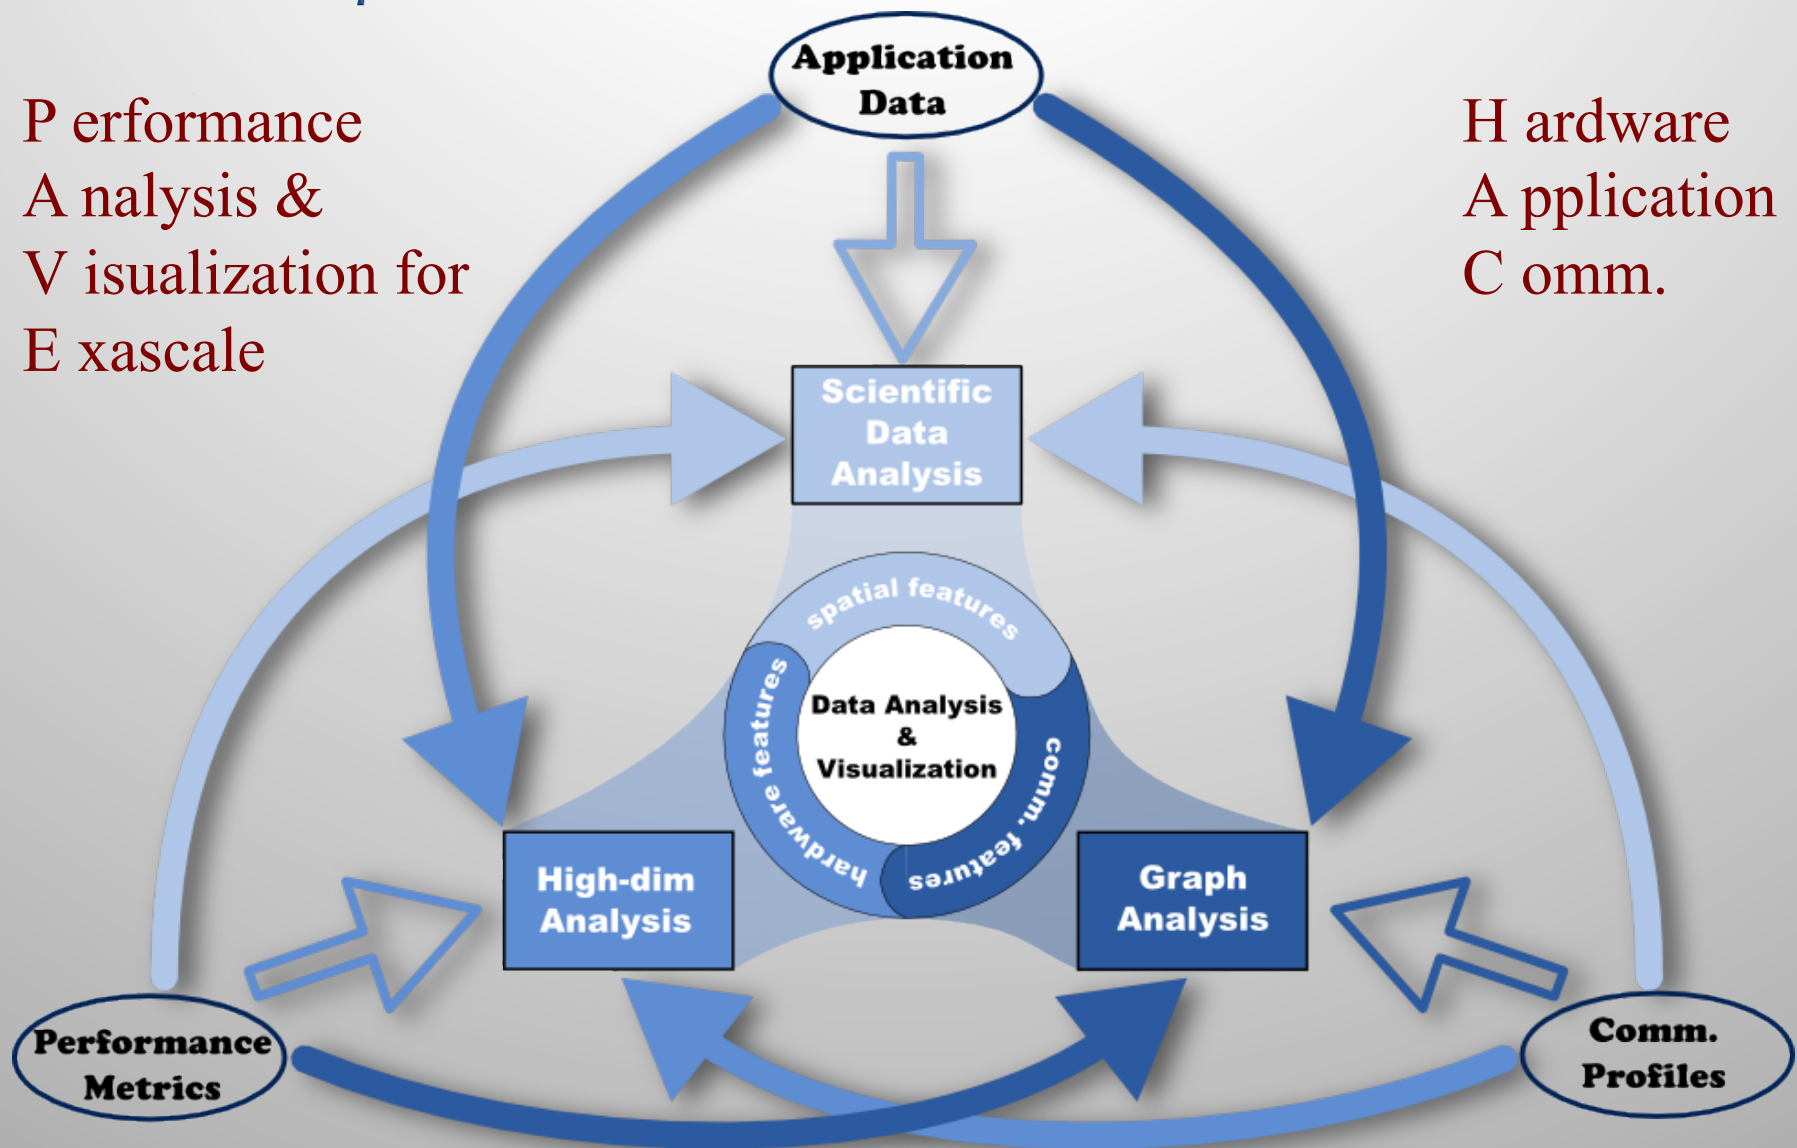 Application
Data
P erformance
A nalysis &
V isualization for
E xascale
H ardware
A pplication
C omm.
Scientific
Data
Analysis
spatial features
hardware features
comm. features
Data Analysis
&
Visualization
High-dim
Analysis
Graph
Analysis
Performance
Metrics
Comm.
Profiles